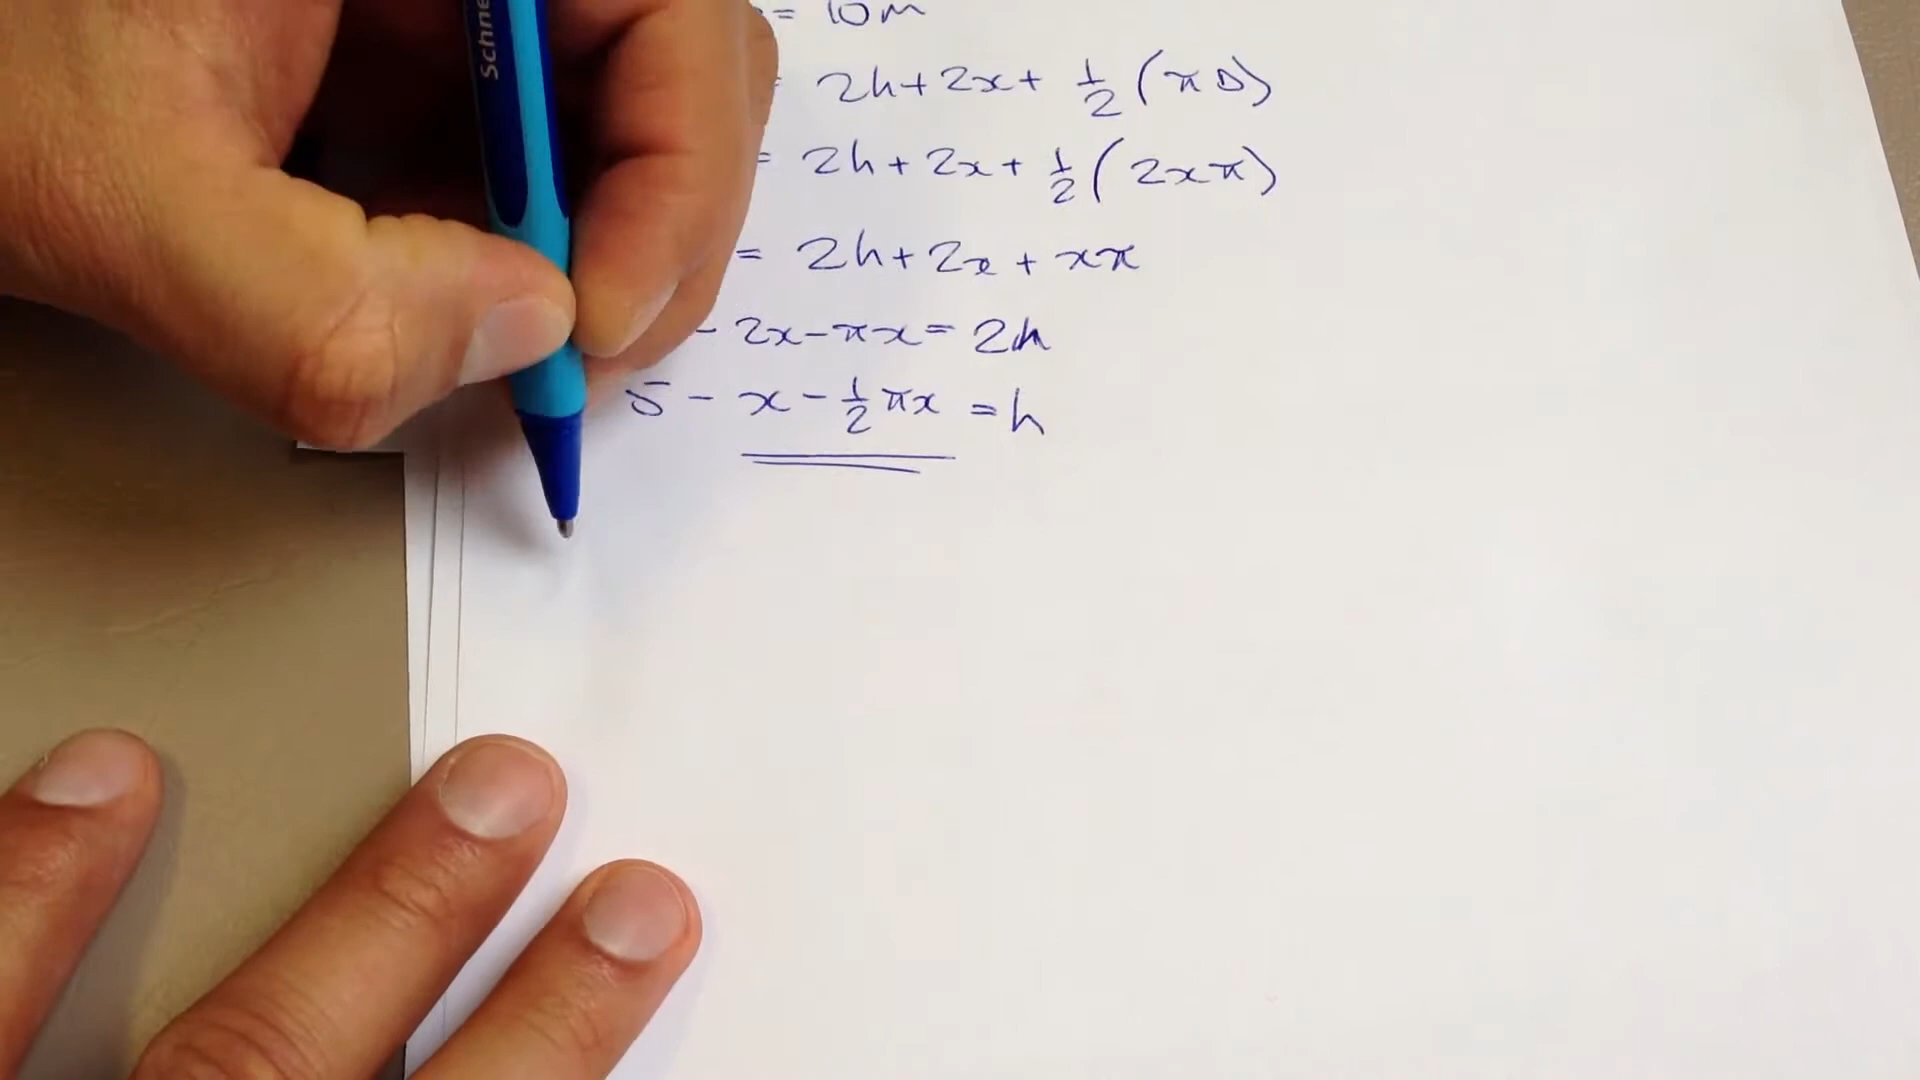 Schne
= 10m
= 2h+2x+ 1/2 (πD)
= 2h+2x+ 1/2 (2xπ)
= 2h+2x+xπ
- 2x-πx= 2h
5 - x - 1/2 πx = h